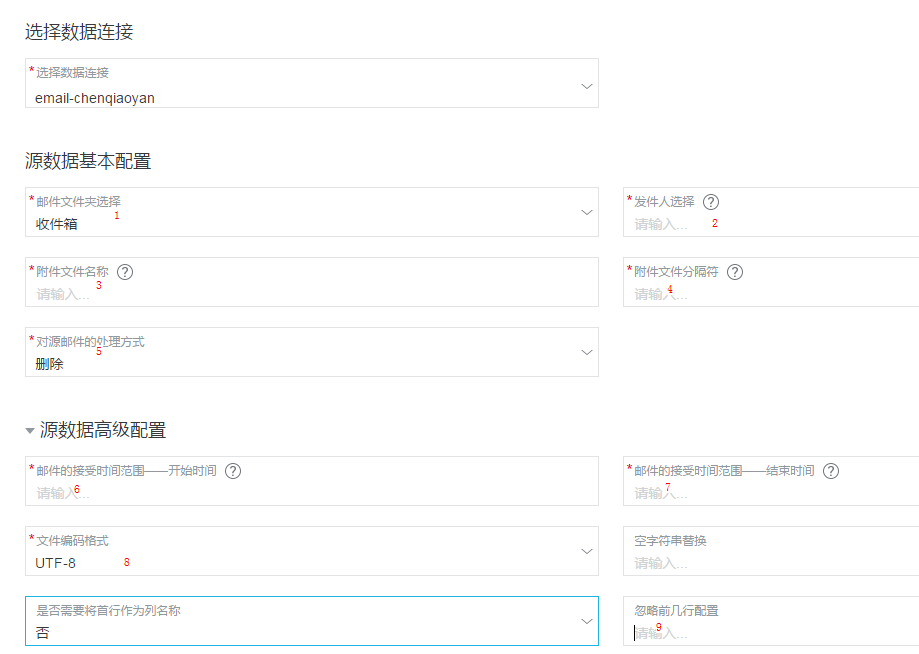 选择数据连接
*选择数据连接
email-chenqiaoyan
源数据基本配置
*邮件文件夹选择
收件箱
1
*发件人选择 ?
请输入...
2
*附件文件名称 ?
请输入...
3
*附件文件分隔符 ?
请输入...
4
*对源邮件的处理方式
删除
5
源数据高级配置
*邮件的接受时间范围——开始时间 ?
请输入...
6
*邮件的接受时间范围——结束时间 ?
请输入...
7
*文件编码格式
UTF-8
8
空字符串替换
请输入...
是否需要将首行作为列名称
否
忽略前几行配置
请输入...
9